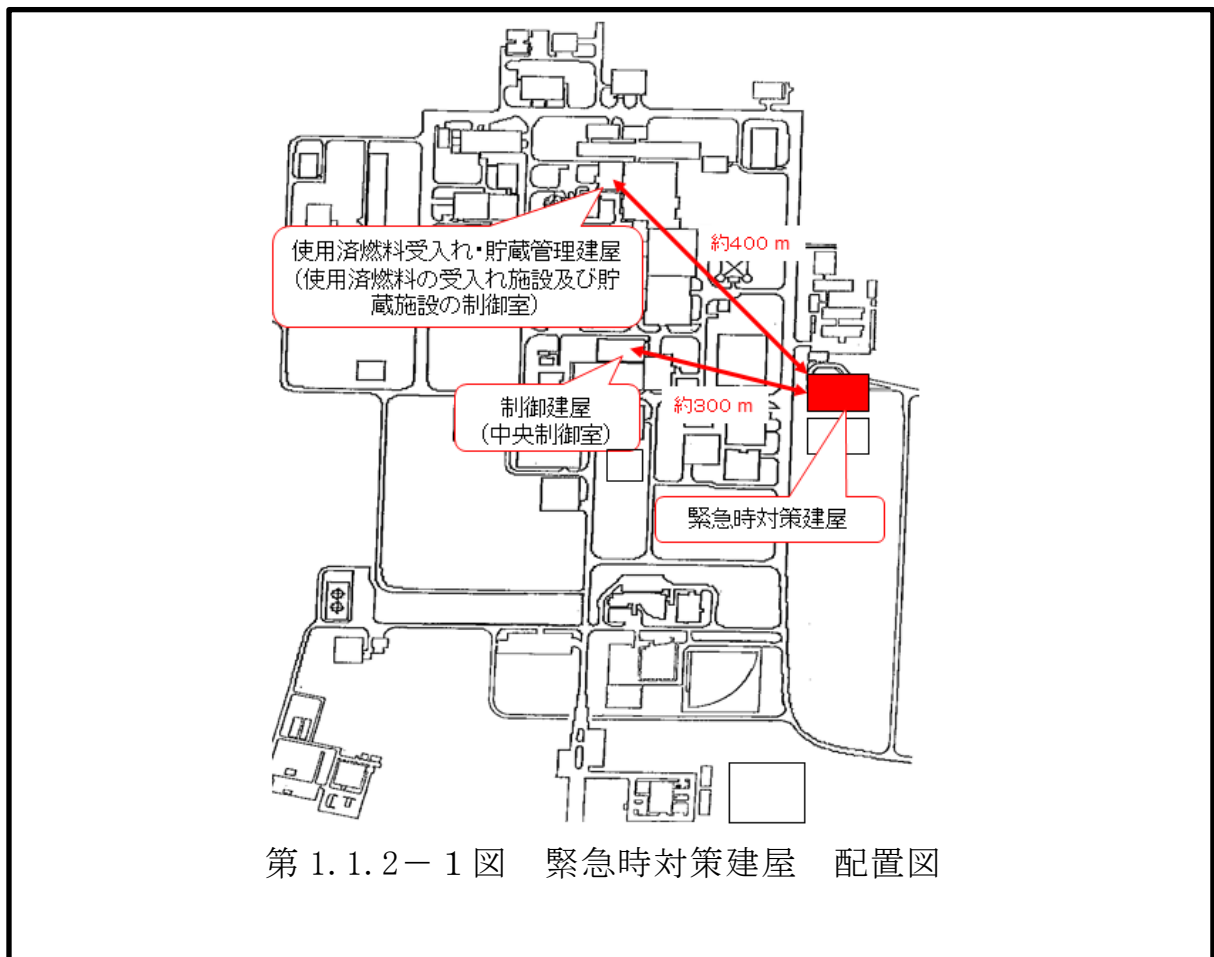 使用済燃料受入れ・貯蔵管理建屋
(使用済燃料の受入れ施設及び貯
蔵施設の制御室)
約400 m
制御建屋
(中央制御室)
約300 m
緊急時対策建屋
第1.1.2-1図 緊急時対策建屋 配置図